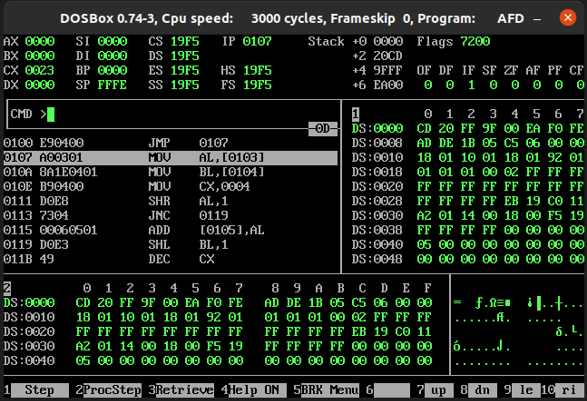 DOSBox 0.74-3, Cpu speed: 3000 cycles, Frameskip 0, Program: AFD
AX 0000 SI 0000 CS 19F5 IP 0107 Stack +0 0000 Flags 7200
BX 0000 DI 0000 DS 19F5 +2 20CD
CX 0023 BP 0000 ES 19F5 HS 19F5 +4 9FFF OF DF IF SF ZF AF PF CF
DX 0000 SP FFFE SS 19F5 FS 19F5 +6 EA00 0 0 1 0 0 0 0 0
CMD >
1 0 1 2 3 4 5 6 7
DS:0000 CD 20 FF 9F 00 EA F0 FE
DS:0008 AD DE 1B 05 C5 06 00 00
DS:0010 18 01 10 01 18 01 92 01
DS:0018 01 01 01 00 02 FF FF FF
DS:0020 FF FF FF FF FF FF FF FF
DS:0028 FF FF FF FF EB 19 C0 11
DS:0030 A2 01 14 00 18 00 F5 19
DS:0038 FF FF FF FF 00 00 00 00
DS:0040 05 00 00 00 00 00 00 00
DS:0048 00 00 00 00 00 00 00 00
0100 E90400 JMP 0107
0107 A00301 MOV AL,[0103]
010A 8A1E0401 MOV BL,[0104]
010E B90400 MOV CX,0004
0111 D0E8 SHR AL,1
0113 7304 JNC 0119
0115 00060501 ADD [0105],AL
0119 D0E3 SHL BL,1
011B 49 DEC CX
2 0 1 2 3 4 5 6 7 8 9 A B C D E F
DS:0000 CD 20 FF 9F 00 EA F0 FE AD DE 1B 05 C5 06 00 00
DS:0010 18 01 10 01 18 01 92 01 01 01 01 00 02 FF FF FF
DS:0020 FF FF FF FF FF FF FF FF FF FF FF FF EB 19 C0 11
DS:0030 A2 01 14 00 18 00 F5 19 FF FF FF FF 00 00 00 00
DS:0040 05 00 00 00 00 00 00 00 00 00 00 00 00 00 00 00
1 Step 2 ProcStep 3 Retrieve 4 Help ON 5 BRK Menu 6 7 up 8 dn 9 le 10 ri